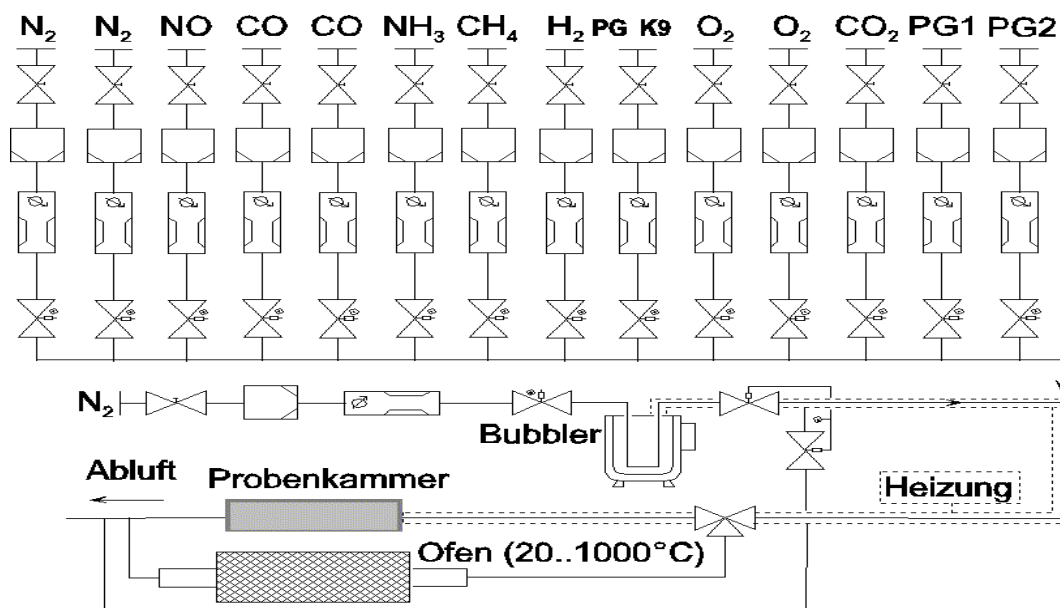 N₂ N₂ NO CO CO NH₃ CH₄ H₂ PG K9 O₂ O₂ CO₂ PG1 PG2
N₂
Bubbler
Abluft
Probenkammer
Heizung
Ofen (20..1000°C)